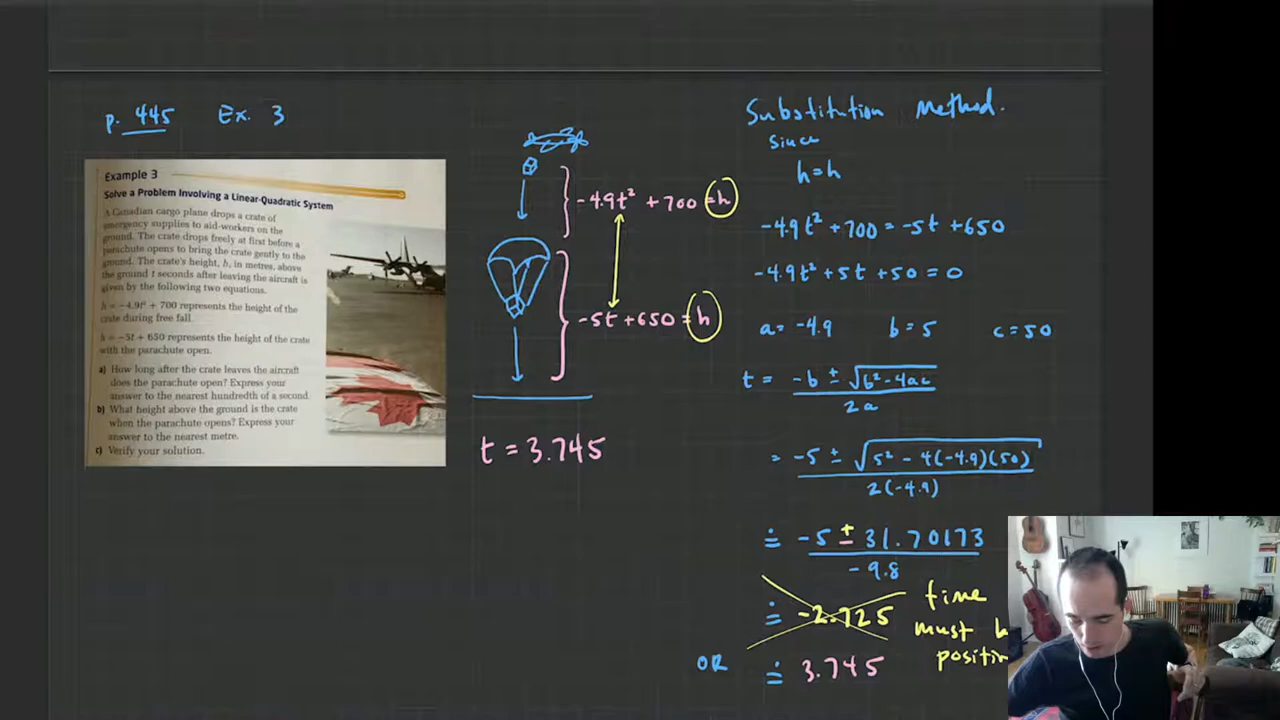 p. 445 Ex. 3
Example 3
Solve a Problem Involving a Linear-Quadratic System
A Canadian cargo plane drops a crate of
emergency supplies to aid-workers on the
ground. The crate drops freely at first before a
parachute opens to bring the crate gently to the
ground. The crate's height, h, in metres, above
the ground t seconds after leaving the aircraft is
given by the following two equations.
h = −4.9t² + 700 represents the height of the
crate during free fall.
h = −5t + 650 represents the height of the crate
with the parachute open.
a) How long after the crate leaves the aircraft
does the parachute open? Express your
answer to the nearest hundredth of a second.
b) What height above the ground is the crate
when the parachute opens? Express your
answer to the nearest metre.
c) Verify your solution.
-4.9t² + 700 = h
-5t + 650 = h
t = 3.745
Substitution Method.
since
h = h
-4.9t² + 700 = -5t + 650
-4.9t² + 5t + 50 = 0
a = -4.9 b = 5 c = 50
t = -b ± √b² - 4ac
2a
= -5 ± √5² - 4(-4.9)(50)
2(-4.9)
≐ -5 ± 31.70173
-9.8
≐ -2.725
time
must
OR ≐ 3.745